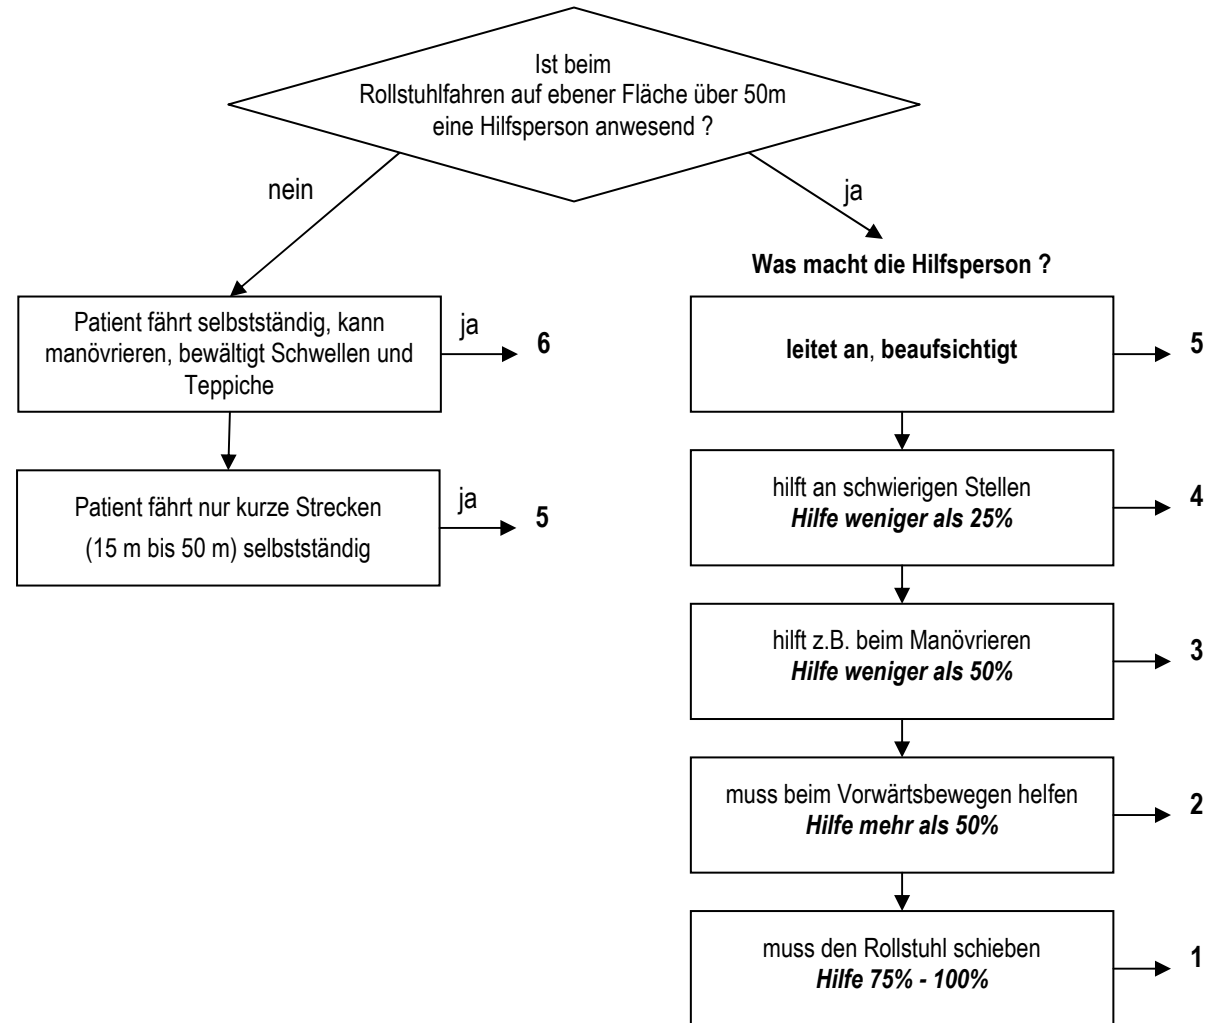 Ist beim
Rollstuhlfahren auf ebener Fläche über 50m
eine Hilfsperson anwesend ?
nein
ja
Was macht die Hilfsperson ?
Patient fährt selbstständig, kann
manövrieren, bewältigt Schwellen und
Teppiche
ja
6
Patient fährt nur kurze Strecken
(15 m bis 50 m) selbstständig
ja
5
leitet an, beaufsichtigt
5
hilft an schwierigen Stellen
Hilfe weniger als 25%
4
hilft z.B. beim Manövrieren
Hilfe weniger als 50%
3
muss beim Vorwärtsbewegen helfen
Hilfe mehr als 50%
2
muss den Rollstuhl schieben
Hilfe 75% - 100%
1